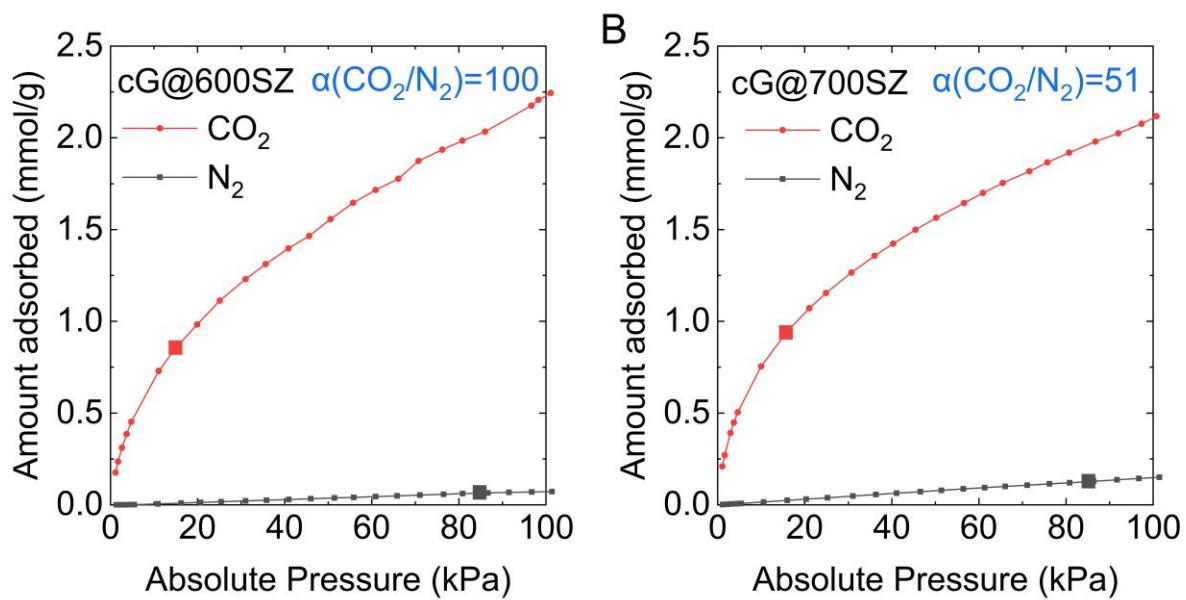 cG@600SZ α(CO₂/N₂)=100
CO₂
N₂
2.5
2.0
1.5
1.0
0.5
0.0
0 20 40 60 80 100
Absolute Pressure (kPa)
Amount adsorbed (mmol/g)
B
cG@700SZ α(CO₂/N₂)=51
CO₂
N₂
2.5
2.0
1.5
1.0
0.5
0.0
0 20 40 60 80 100
Absolute Pressure (kPa)
Amount adsorbed (mmol/g)